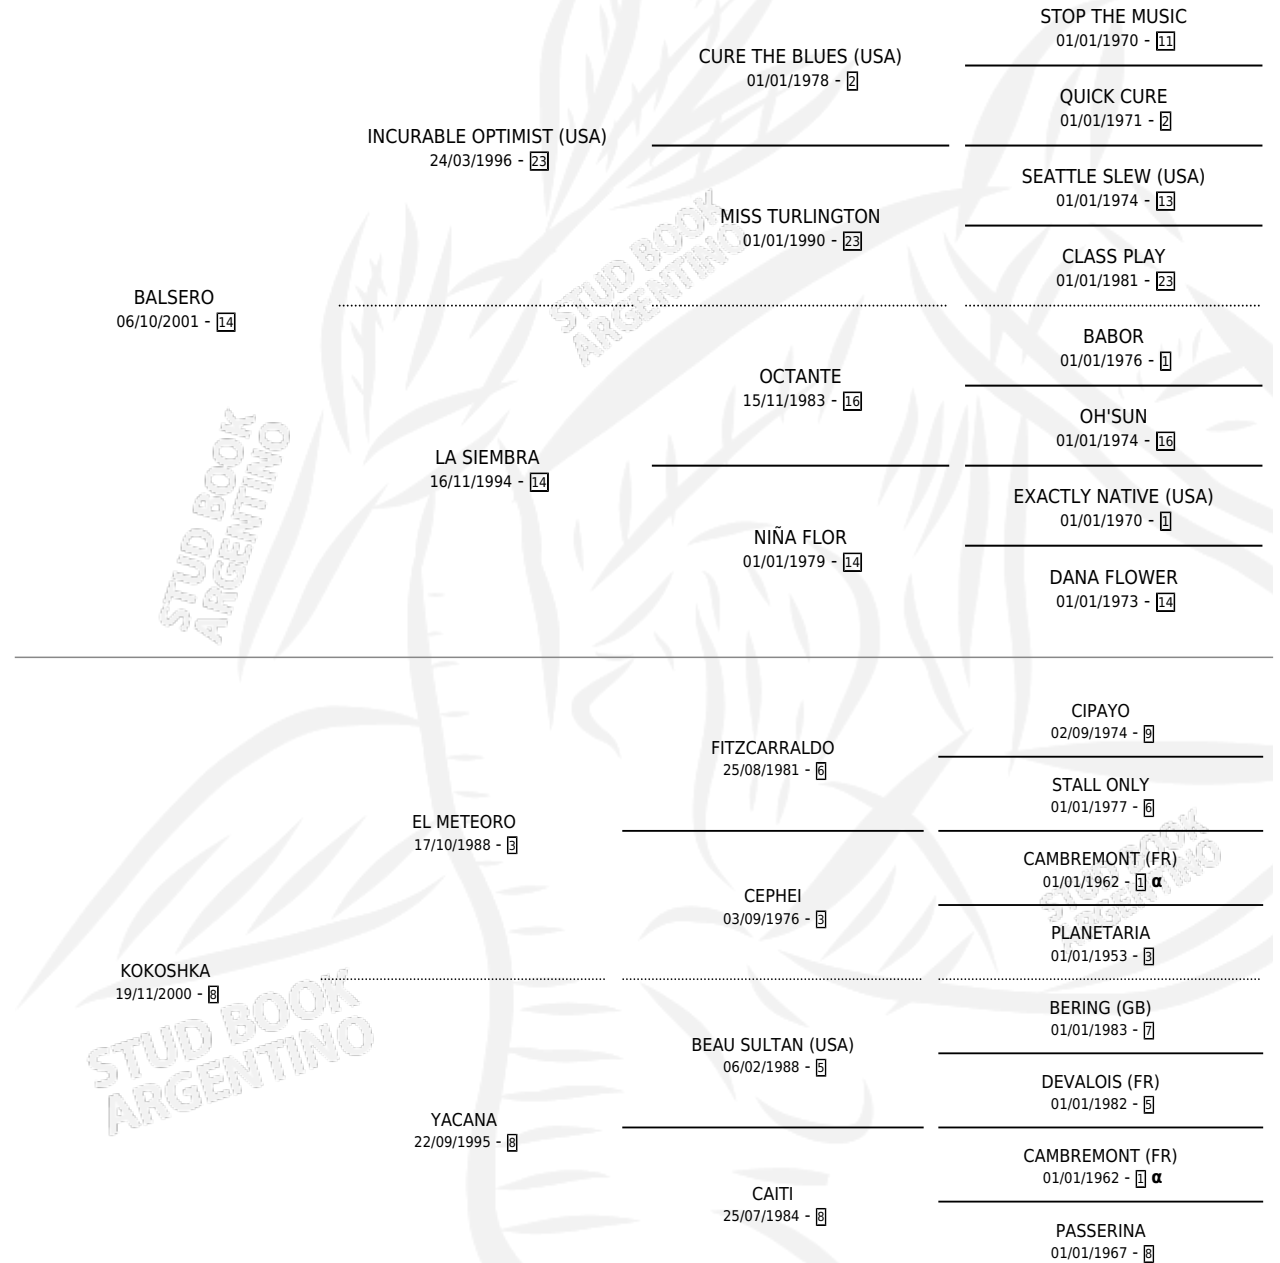 STOP THE MUSIC
01/01/1970 - 11
CURE THE BLUES (USA)
01/01/1978 - 2
QUICK CURE
01/01/1971 - 2
INCURABLE OPTIMIST (USA)
24/03/1996 - 23
SEATTLE SLEW (USA)
01/01/1974 - 13
MISS TURLINGTON
01/01/1990 - 23
CLASS PLAY
01/01/1981 - 23
BALSERO
06/10/2001 - 14
BABOR
01/01/1976 - 1
OCTANTE
15/11/1983 - 16
OH'SUN
01/01/1974 - 16
LA SIEMBRA
16/11/1994 - 14
EXACTLY NATIVE (USA)
01/01/1970 - 1
NIÑA FLOR
01/01/1979 - 14
DANA FLOWER
01/01/1973 - 14
CIPAYO
02/09/1974 - 9
FITZCARRALDO
25/08/1981 - 6
STALL ONLY
01/01/1977 - 6
EL METEORO
17/10/1988 - 3
CAMBREMONT (FR)
01/01/1962 - 1 α
CEPHEI
03/09/1976 - 3
PLANETARIA
01/01/1953 - 3
KOKOSHKA
19/11/2000 - 8
BERING (GB)
01/01/1983 - 7
BEAU SULTAN (USA)
06/02/1988 - 5
DEVALOIS (FR)
01/01/1982 - 5
YACANA
22/09/1995 - 8
CAMBREMONT (FR)
01/01/1962 - 1 α
CAITI
25/07/1984 - 8
PASSERINA
01/01/1967 - 8
STUD BOOK
ARGENTINO
STUD BOOK
ARGENTINO
STUD BOOK
ARGENTINO
STUD BOOK
ARGENTINO